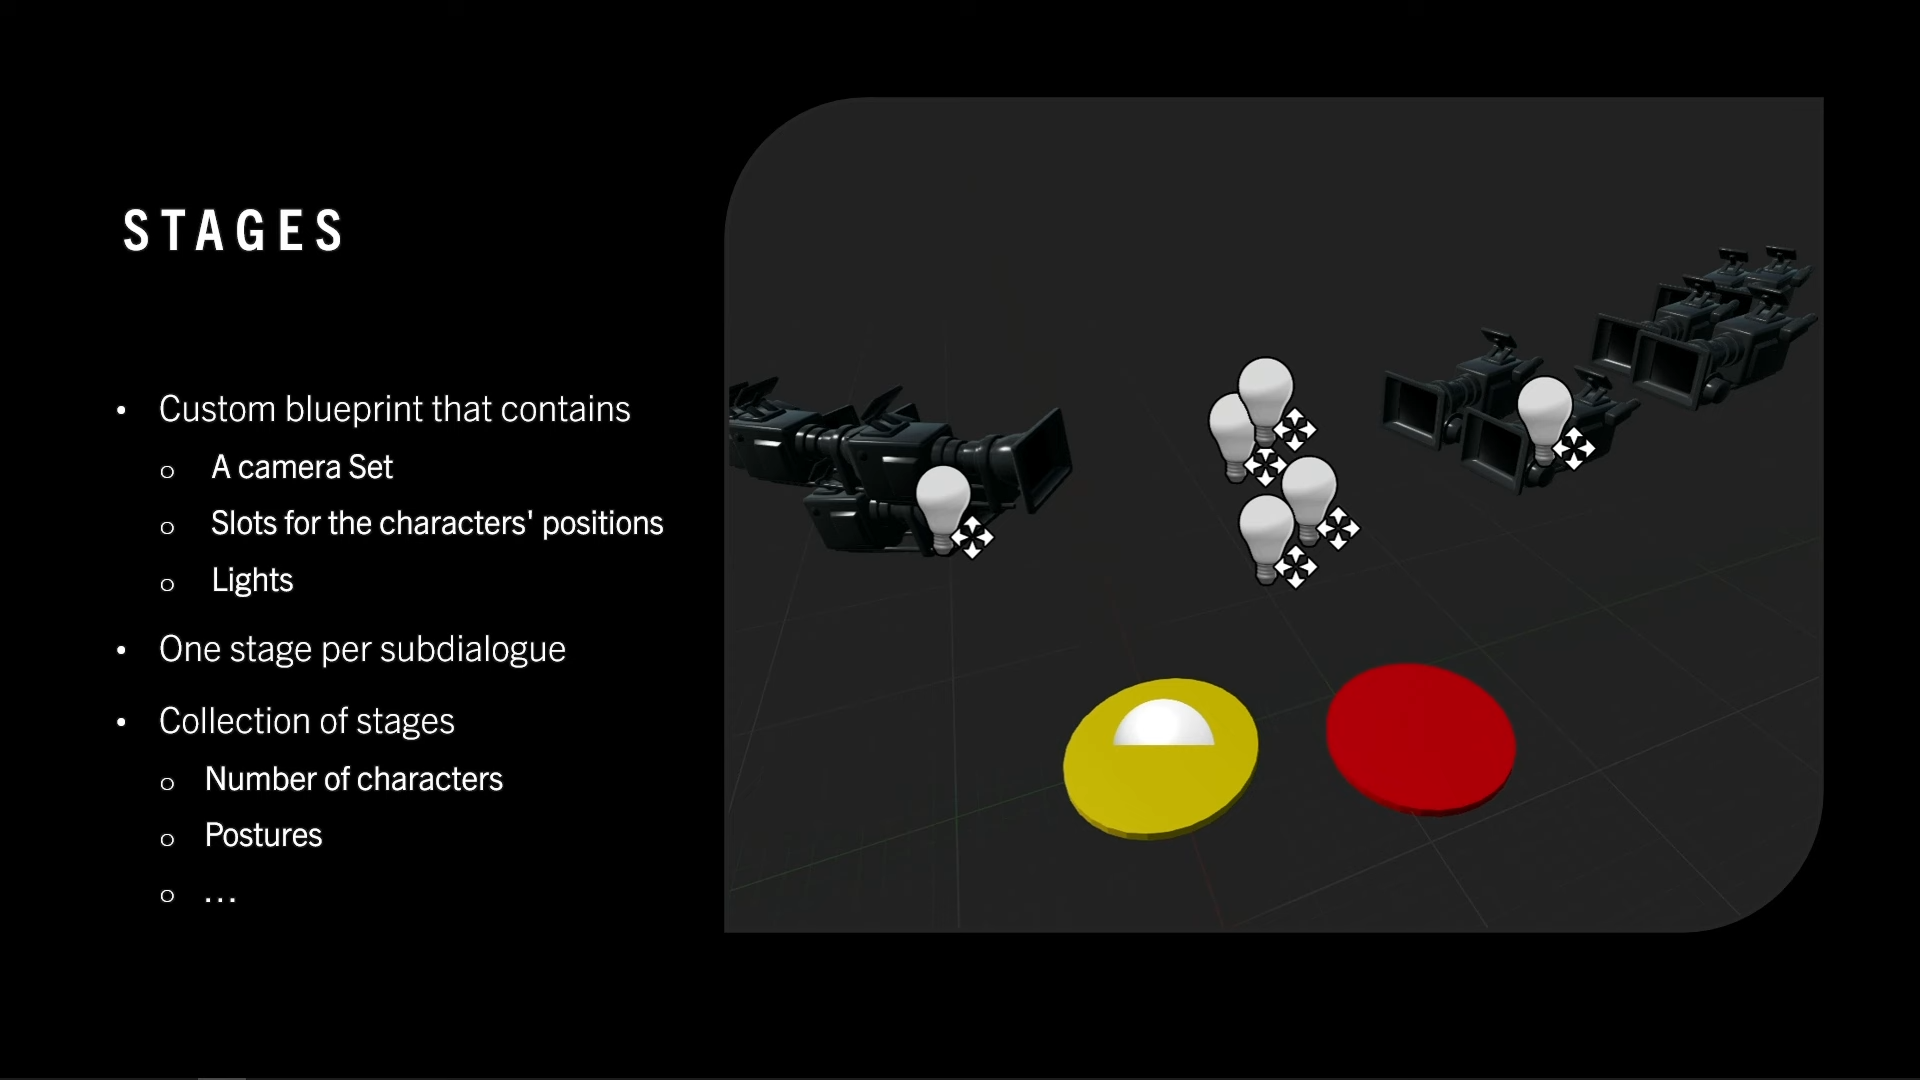 STAGES
• Custom blueprint that contains
o A camera Set
o Slots for the characters' positions
o Lights
• One stage per subdialogue
• Collection of stages
o Number of characters
o Postures
o ...